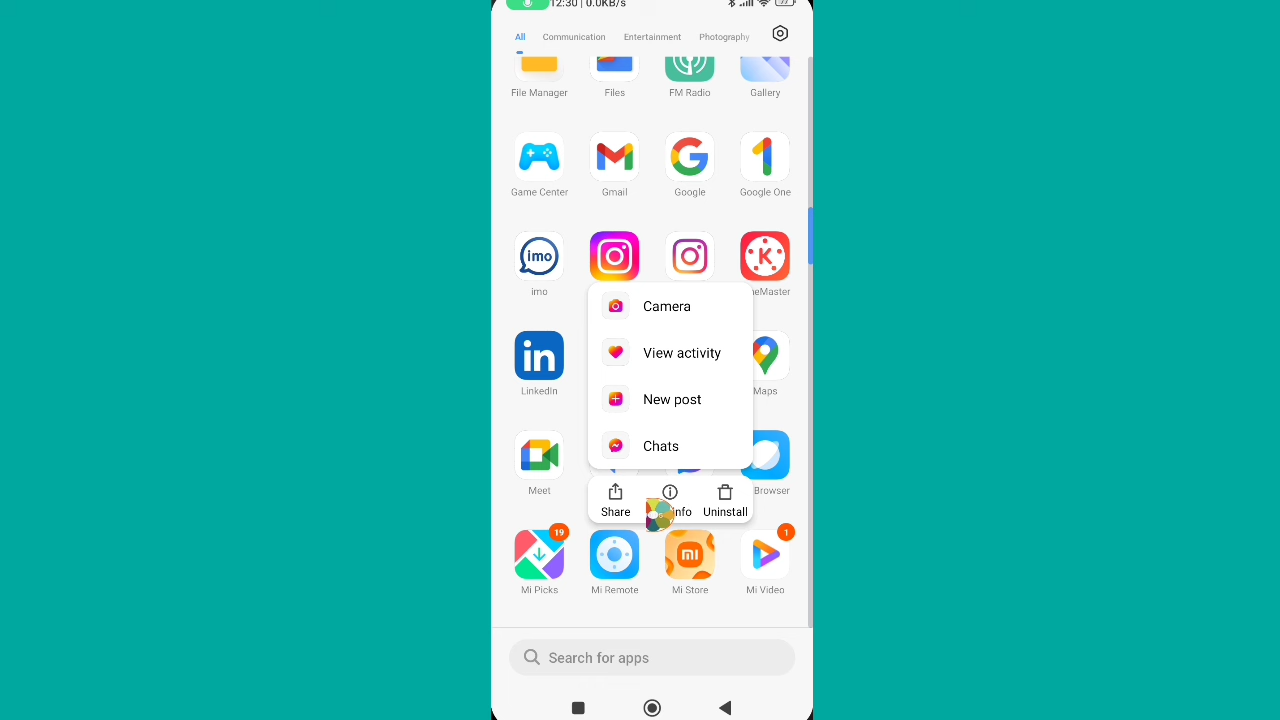 12:30 | 0.0KB/s
All Communication Entertainment Photography
File Manager Files FM Radio Gallery
Game Center Gmail Google Google One
imo
imo
Camera
View activity
New post
Chats
LinkedIn Maps
Meet Browser
Share Uninstall
19 1
mi
Mi Picks Mi Remote Mi Store Mi Video
Search for apps